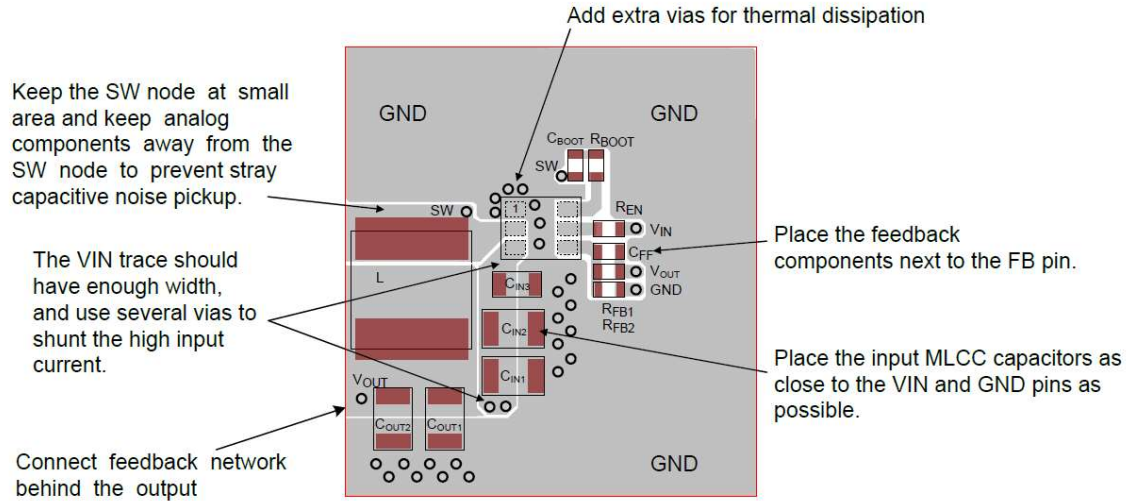 Add extra vias for thermal dissipation
Keep the SW node at small
area and keep analog
components away from the
SW node to prevent stray
capacitive noise pickup.
GND
GND
CBOOT RBOOT
SW
SW
1
REN
VIN
CFF
VOUT
GND
RFB1
RFB2
Place the feedback
components next to the FB pin.
The VIN trace should
have enough width,
and use several vias to
shunt the high input
current.
L
CIN3
CIN2
CIN1
Place the input MLCC capacitors as
close to the VIN and GND pins as
possible.
VOUT
COUT2
COUT1
Connect feedback network
behind the output
GND